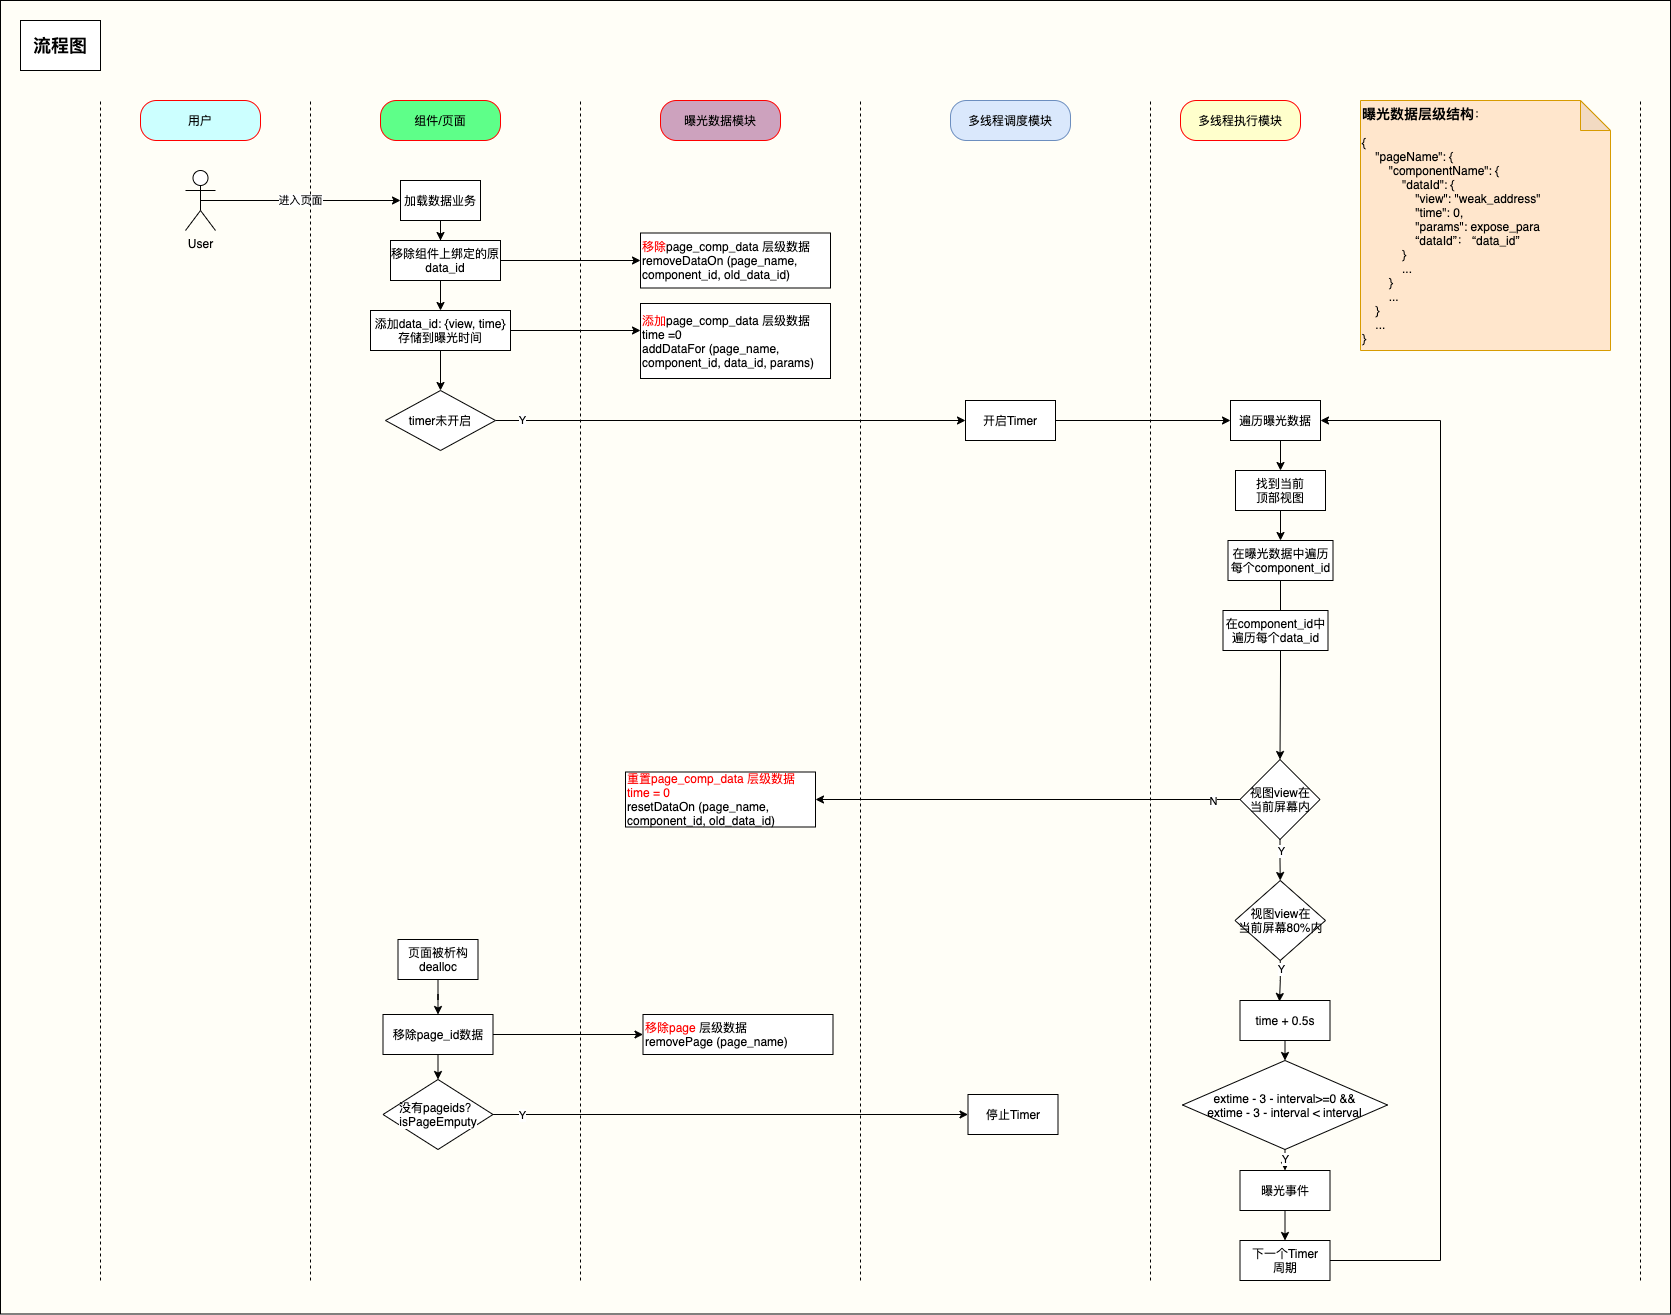 流程图
用户
组件/页面
曝光数据模块
多线程调度模块
多线程执行模块
曝光数据层级结构：
{
"pageName": {
"componentName": {
"dataId": {
"view": "weak_address"
"time": 0,
"params": expose_para
“dataId”： “data_id”
}
...
}
...
}
...
}
User
进入页面
加载数据业务
移除组件上绑定的原
data_id
移除page_comp_data 层级数据
removeDataOn (page_name,
component_id, old_data_id)
添加data_id: {view, time}
存储到曝光时间
添加page_comp_data 层级数据
time =0
addDataFor (page_name,
component_id, data_id, params)
timer未开启
Y
开启Timer
遍历曝光数据
找到当前
顶部视图
在曝光数据中遍历
每个component_id
在component_id中
遍历每个data_id
视图view在
当前屏幕内
N
重置page_comp_data 层级数据
time = 0
resetDataOn (page_name,
component_id, old_data_id)
Y
视图view在
当前屏幕80%内
Y
time + 0.5s
extime - 3 - interval>=0 &&
extime - 3 - interval < interval
Y
曝光事件
下一个Timer
周期
页面被析构
dealloc
移除page_id数据
移除page 层级数据
removePage (page_name)
没有pageids?
isPageEmputy
Y
停止Timer